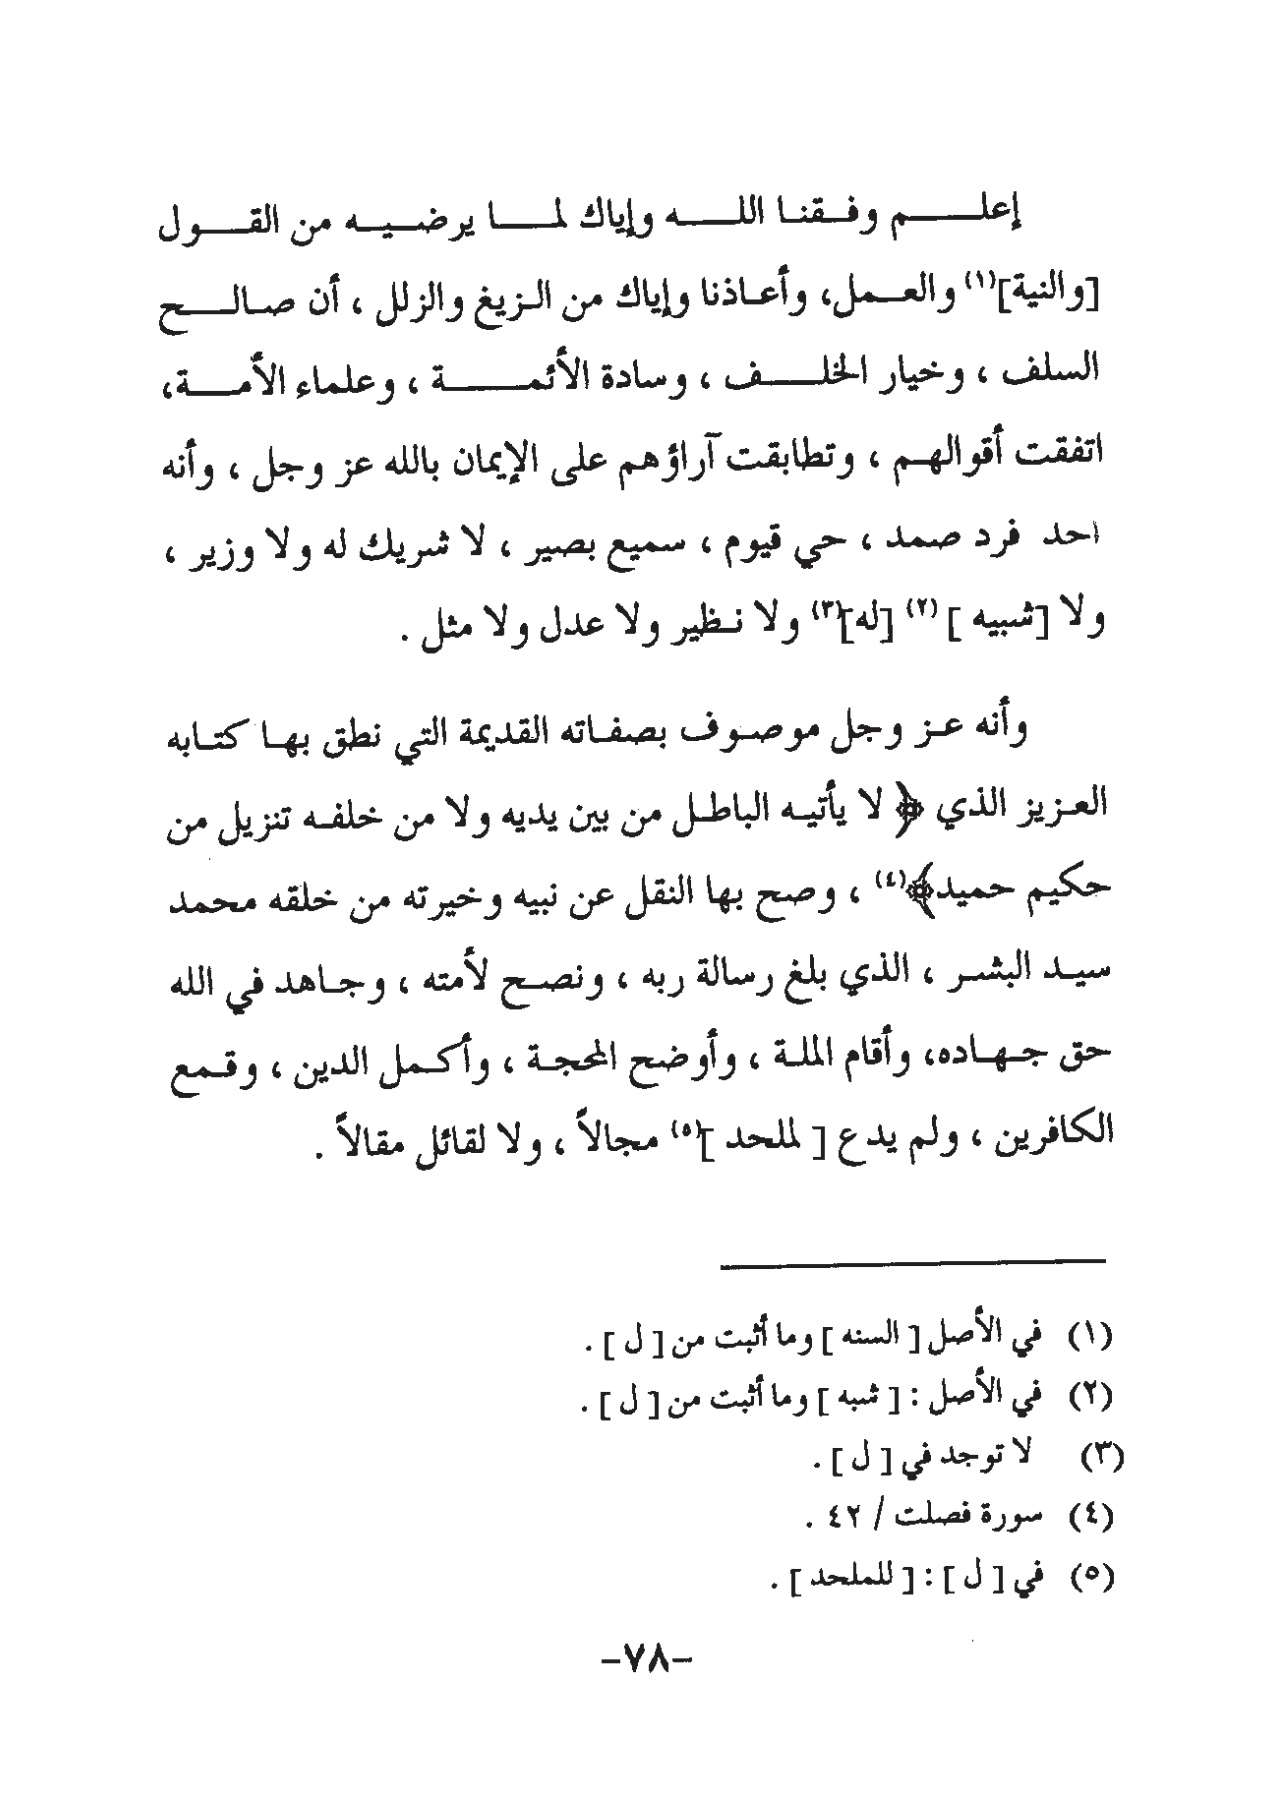 إعلم وفقنا الله وإياك لما يرضيه من القول
[والنية](١) والعمل، وأعاذنا وإياك من الزيغ والزلل ، أن صالح
السلف ، وخيار الخلف ، وسادة الأئمة ، وعلماء الأمة،
اتفقت أقوالهم ، وتطابقت آراؤهم على الإيمان بالله عز وجل ، وأنه
احد فرد صمد ، حي قيوم ، سميع بصير ، لا شريك له ولا وزير ،
ولا [شبيه ] (٢) [له](٣) ولا نظير ولا عدل ولا مثل .
وأنه عز وجل موصوف بصفاته القديمة التي نطق بها كتابه
العزيز الذي ﴿ لا يأتيه الباطل من بين يديه ولا من خلفه تنزيل من
حكيم حميد﴾(٤) ، وصح بها النقل عن نبيه وخيرته من خلقه محمد
سيد البشر ، الذي بلغ رسالة ربه ، ونصح لأمته ، وجاهد في الله
حق جهاده، وأقام الملة ، وأوضح المحجة ، وأكمل الدين ، وقمع
الكافرين ، ولم يدع [ لملحد ](٥) مجالاً ، ولا لقائل مقالاً .
(١) في الأصل [ السنه ] وما أثبت من [ ل ] .
(٢) في الأصل : [ شبه ] وما أثبت من [ ل ] .
(٣) لا توجد في [ ل ] .
(٤) سورة فصلت / ٤٢ .
(٥) في [ ل ] : [ للملحد ] .
-٧٨-